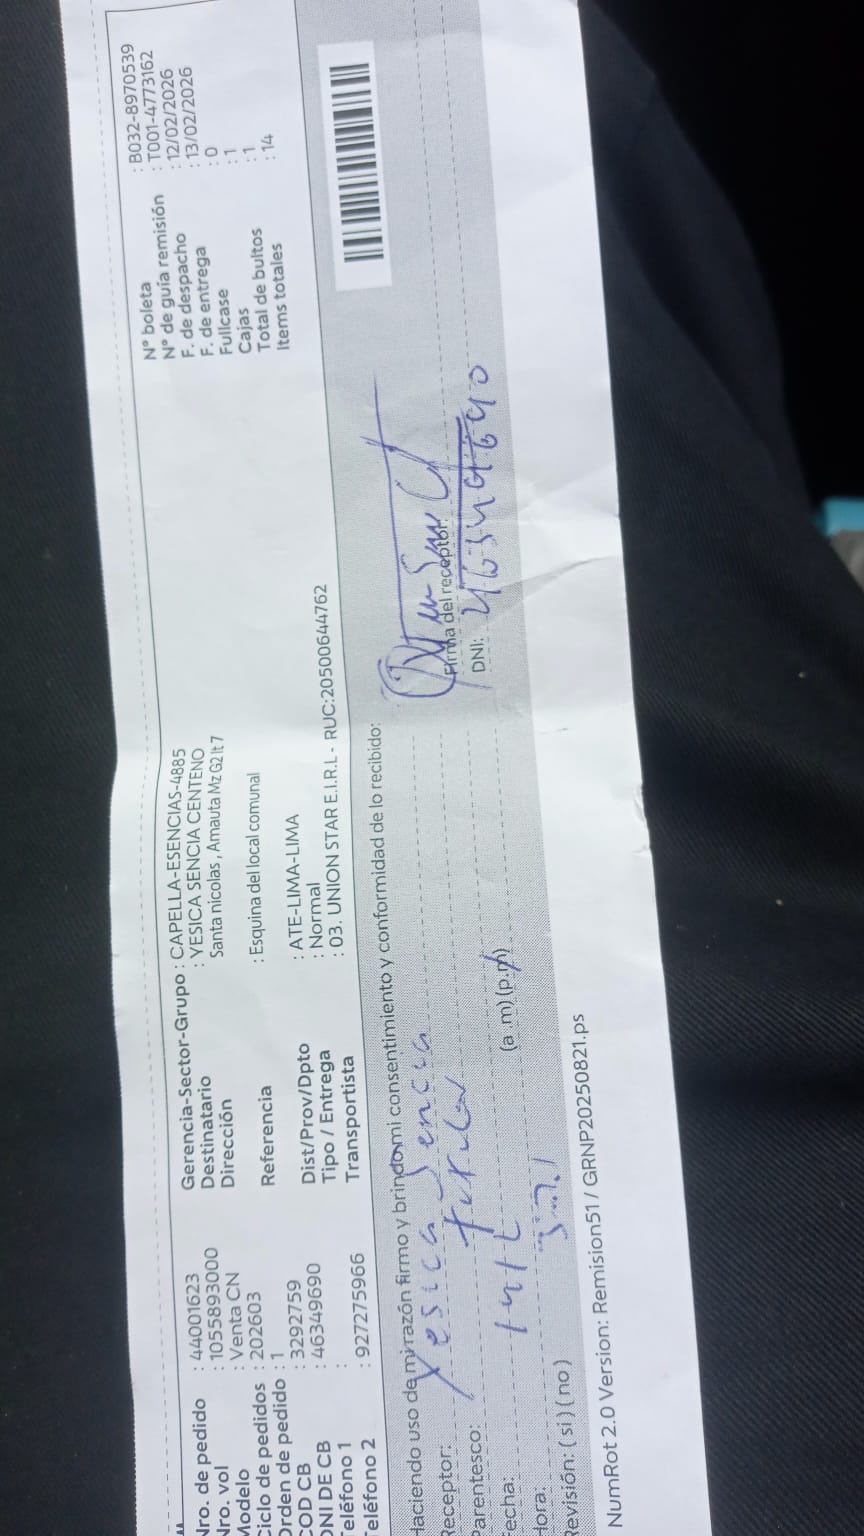 Nro. de pedido : 44001623
Nro. vol : 1055893000
Modelo : Venta CN
Ciclo de pedidos : 202603
Orden de pedido : 1
COD CB : 3292759
DNI DE CB : 46349690
Teléfono 1 :
Teléfono 2 : 927275966
Gerencia-Sector-Grupo : CAPELLA-ESENCIAS-4885
Destinatario : YESICA SENCIA CENTENO
Dirección Santa nicolas , Amauta Mz G2 lt 7
Referencia : Esquina del local comunal
Dist/Prov/Dpto : ATE-LIMA-LIMA
Tipo / Entrega : Normal
Transportista : 03. UNION STAR E.I.R.L - RUC:20500644762
N° boleta : B032-8970539
N° de guía remisión : T001-4773162
F. de despacho : 12/02/2026
F. de entrega : 13/02/2026
Fullcase : 0
Cajas : 1
Total de bultos : 1
Items totales : 14
Haciendo uso de mi razón firmo y brindo mi consentimiento y conformidad de lo recibido:
Receptor: Yesica Sencia
Parentesco:
Fecha:
Hora: (a .m) (p.m)
Revisión: ( si ) ( no )
Firma del receptor:
DNI: 46349690
NumRot 2.0 Version: Remision51 / GRNP20250821.ps